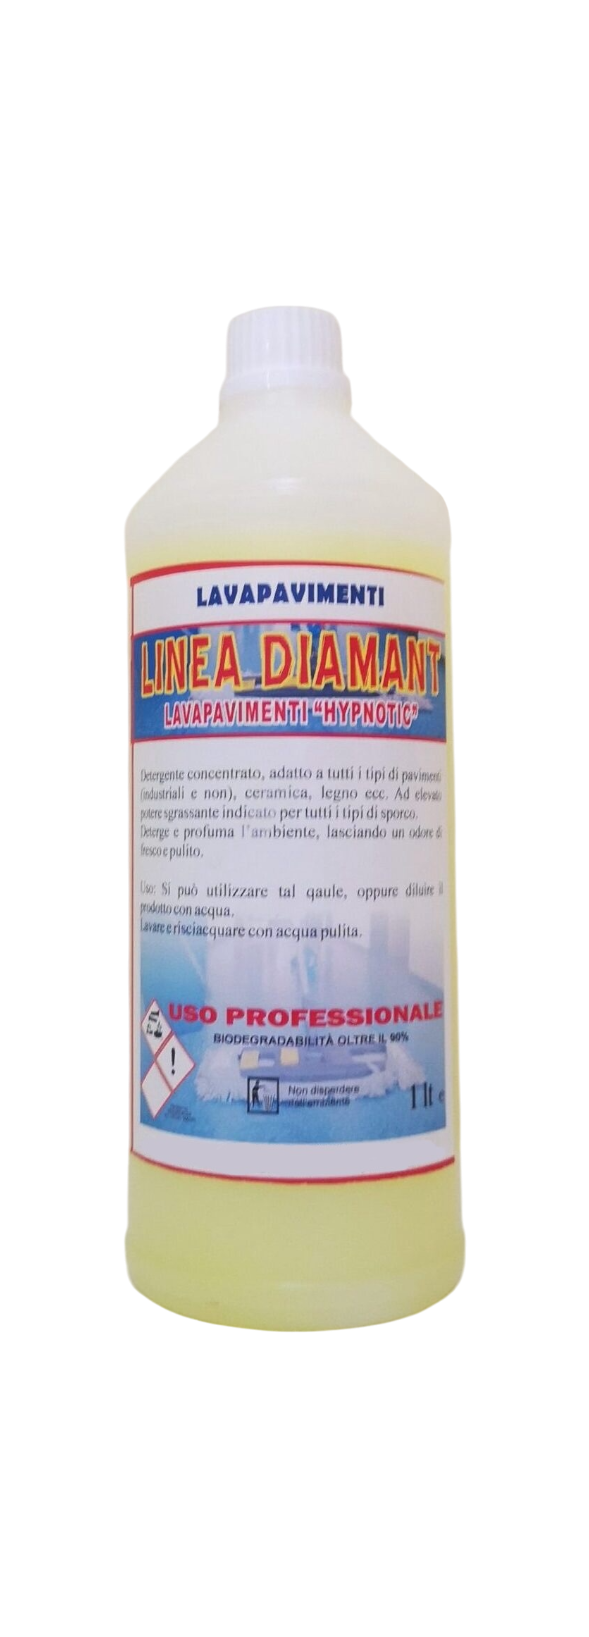 LAVAPAVIMENTI
LINEA DIAMANT
LAVAPAVIMENTI “HYPNOTIC”
Detergente concentrato, adatto a tutti i tipi di pavimenti
(industriali e non), ceramica, legno ecc. Ad elevato
potere sgrassante indicato per tutti i tipi di sporco.
Deterge e profuma l'ambiente, lasciando un odore di
fresco e pulito.
Uso: Si può utilizzare tal qaule, oppure diluire il
prodotto con acqua.
Lavare e risciacquare con acqua pulita.
USO PROFESSIONALE
BIODEGRADABILITÀ OLTRE IL 90%
!
Non disperdere
dell'ambiente
1 lt e